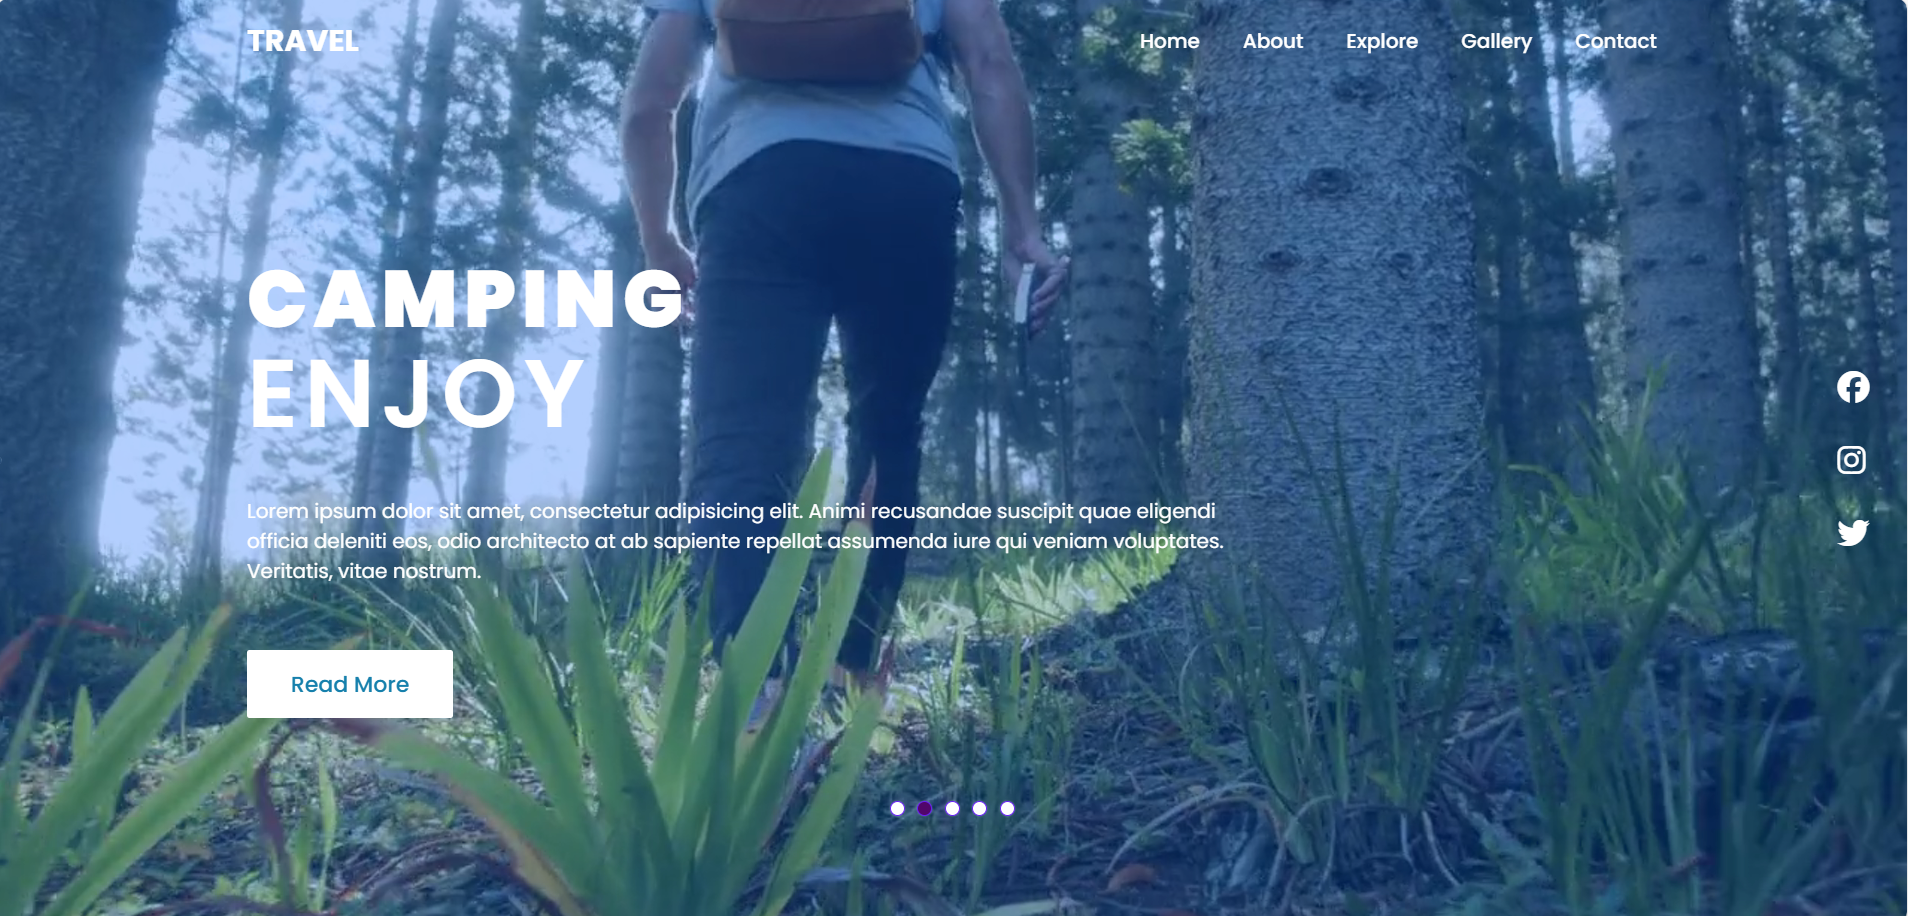 TRAVEL
Home About Explore Gallery Contact
CAMPING
ENJOY
Lorem ipsum dolor sit amet, consectetur adipisicing elit. Animi recusandae suscipit quae eligendi
officia deleniti eos, odio architecto at ab sapiente repellat assumenda iure qui veniam voluptates.
Veritatis, vitae nostrum.
Read More